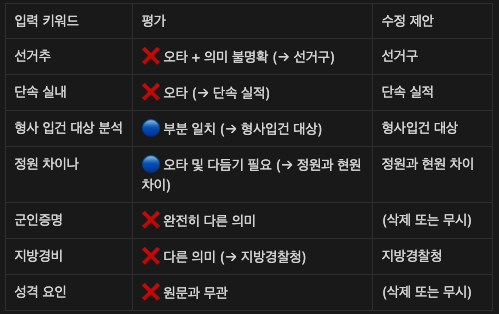 입력 키워드 평가 수정 제안
선거추 ❌ 오타 + 의미 불명확 (→ 선거구) 선거구
단속 실내 ❌ 오타 (→ 단속 실적) 단속 실적
형사 입건 대상 분석 🔵 부분 일치 (→ 형사입건 대상) 형사입건 대상
정원 차이나 🔵 오타 및 다듬기 필요 (→ 정원과 현원 정원과 현원 차이
차이)
군인증명 ❌ 완전히 다른 의미 (삭제 또는 무시)
지방경비 ❌ 다른 의미 (→ 지방경찰청) 지방경찰청
성격 요인 ❌ 원문과 무관 (삭제 또는 무시)